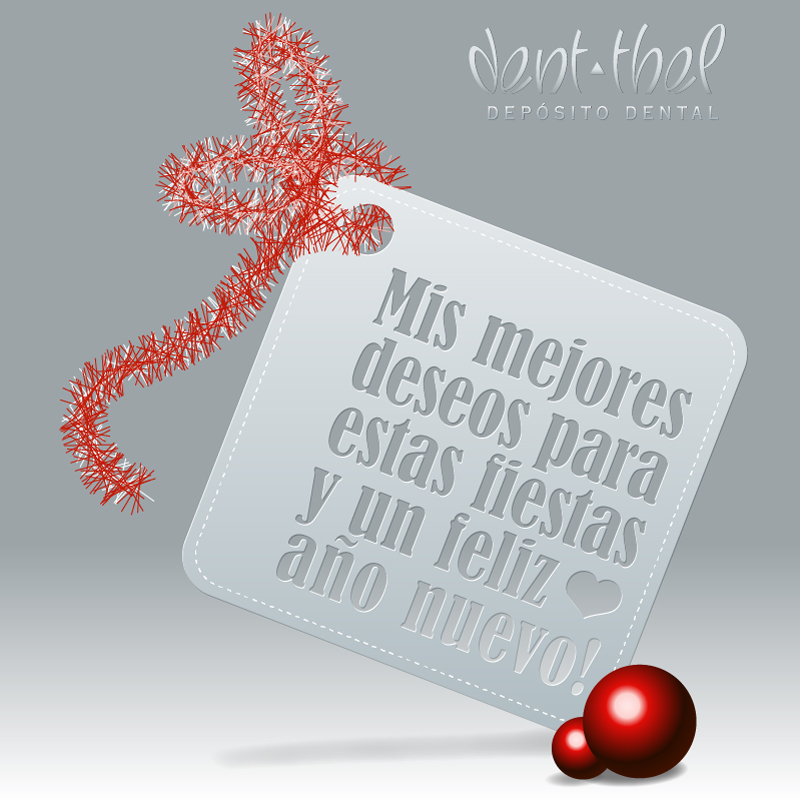 dent·thel
DEPÓSITO DENTAL
Mis mejores
deseos para
estas fiestas
y un feliz
año nuevo!